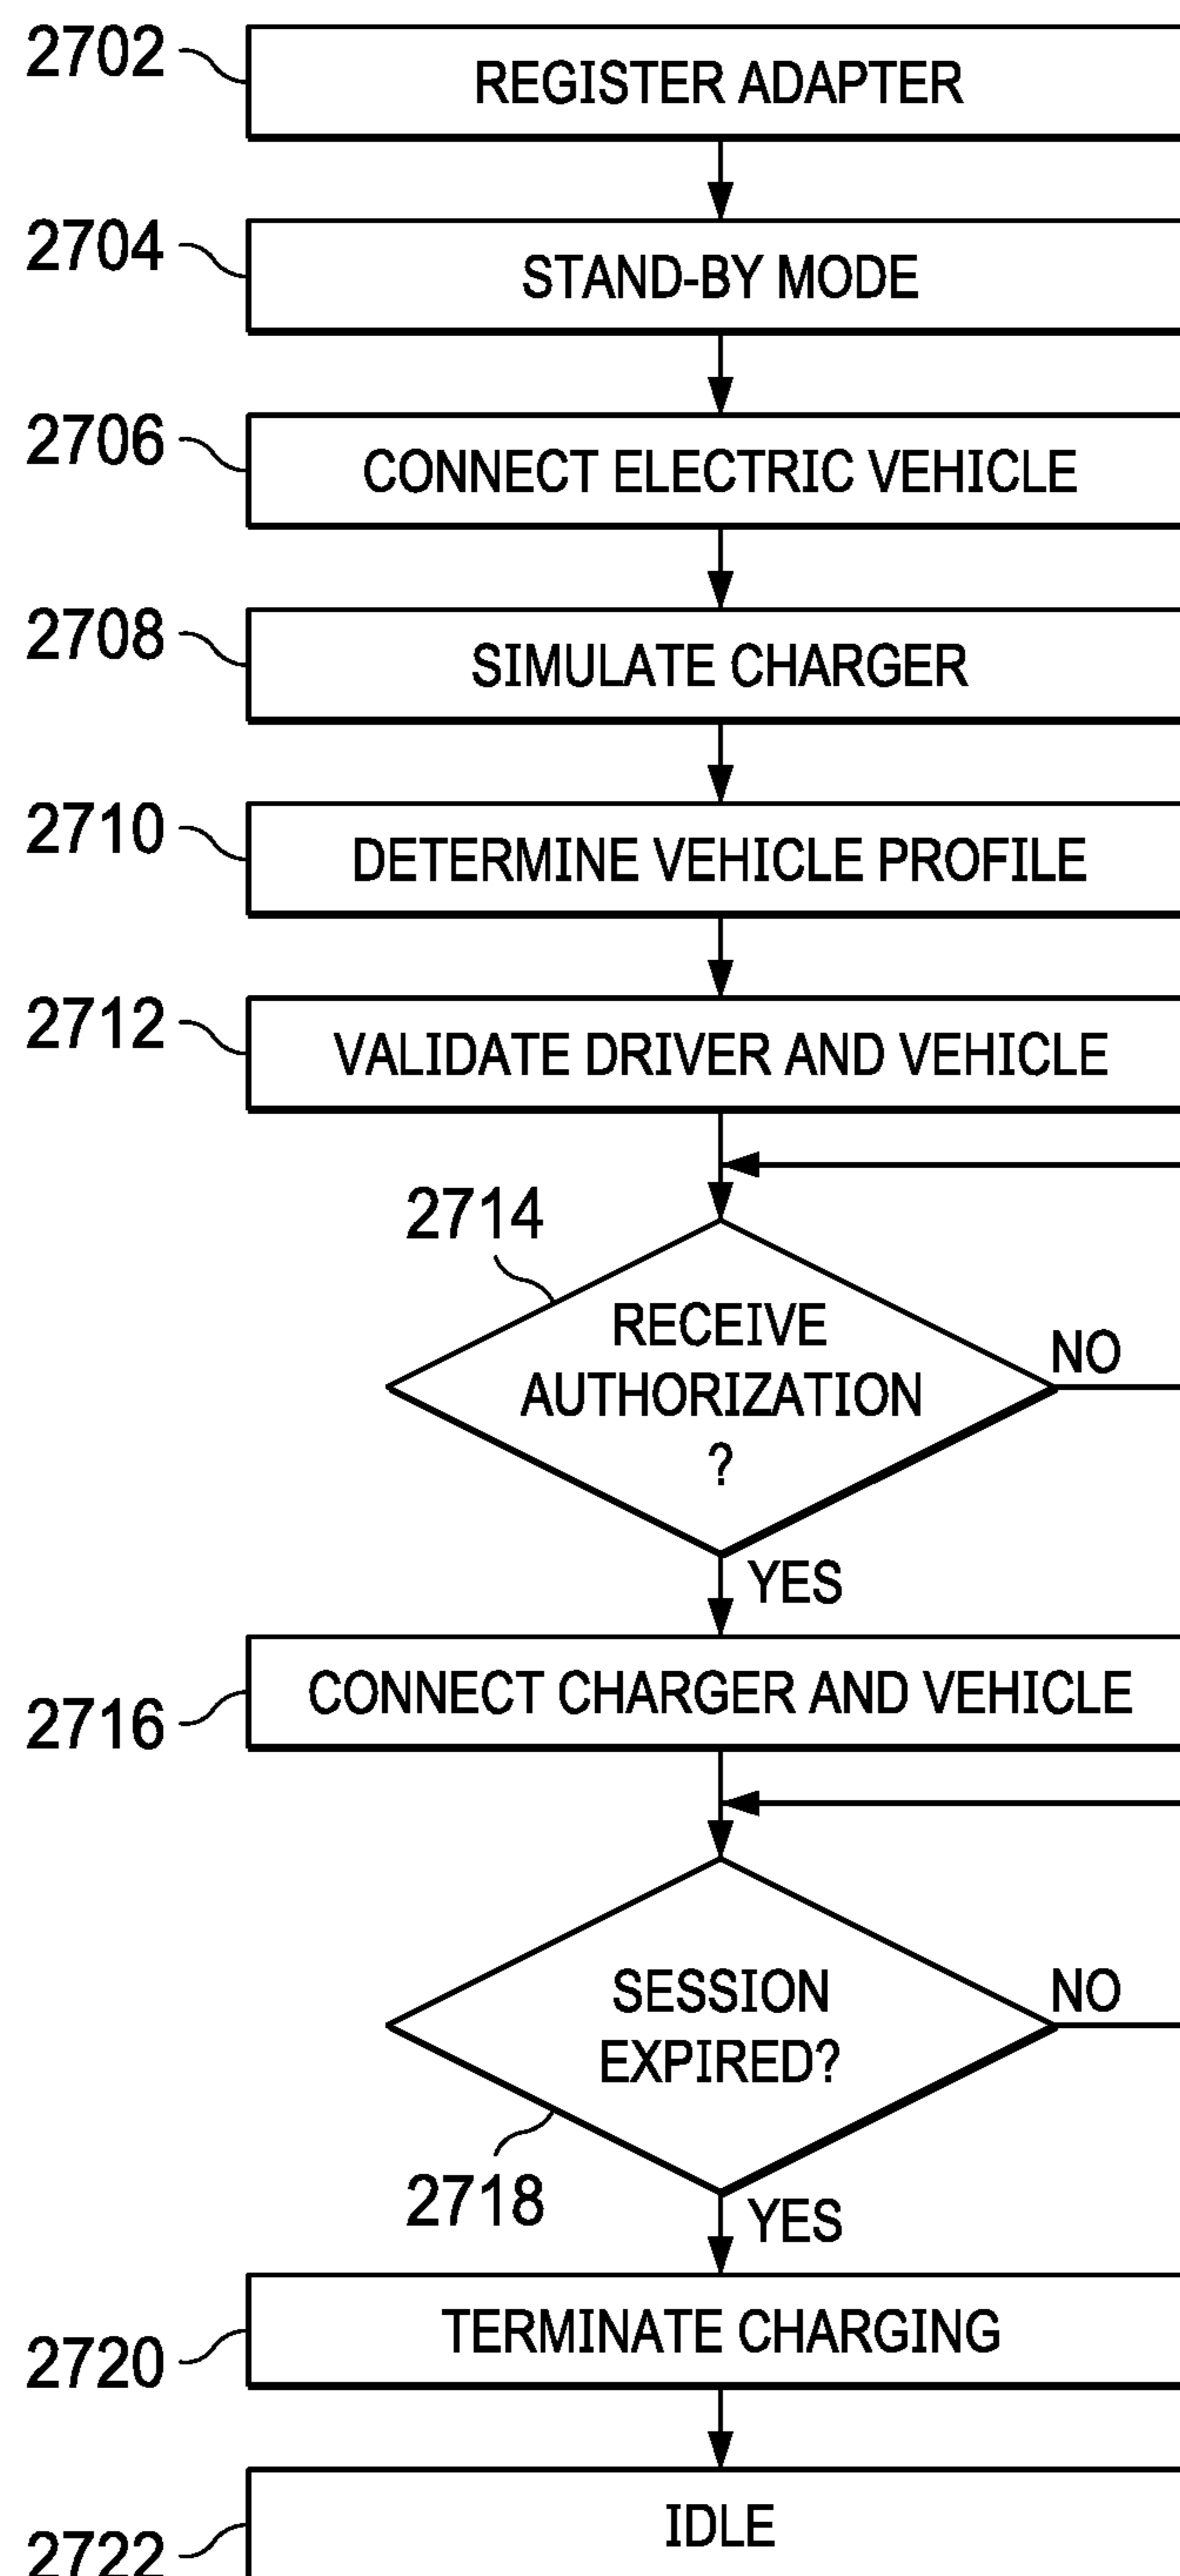 2702
REGISTER ADAPTER
2704
STAND-BY MODE
2706
CONNECT ELECTRIC VEHICLE
2708
SIMULATE CHARGER
2710
DETERMINE VEHICLE PROFILE
2712
VALIDATE DRIVER AND VEHICLE
2714
RECEIVE
AUTHORIZATION
?
NO
YES
CONNECT CHARGER AND VEHICLE
2716
SESSION
EXPIRED?
NO
2718
YES
TERMINATE CHARGING
2720
IDLE
2722